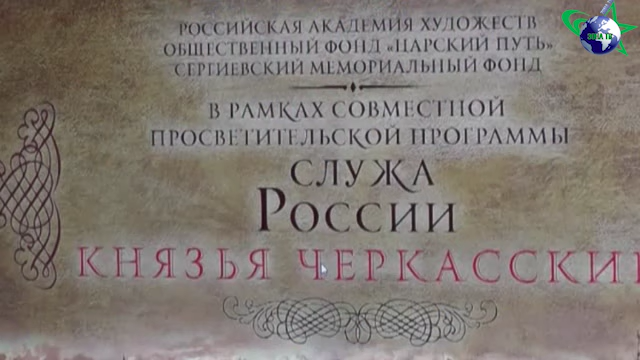 РОССИЙСКАЯ АКАДЕМИЯ ХУДОЖЕСТВ
ОБЩЕСТВЕННЫЙ ФОНД «ЦАРСКИЙ ПУТЬ»
СЕРГИЕВСКИЙ МЕМОРИАЛЬНЫЙ ФОНД
В РАМКАХ СОВМЕСТНОЙ
ПРОСВЕТИТЕЛЬСКОЙ ПРОГРАММЫ
СЛУЖА
РОССИИ
КНЯЗЬЯ ЧЕРКАССКИ